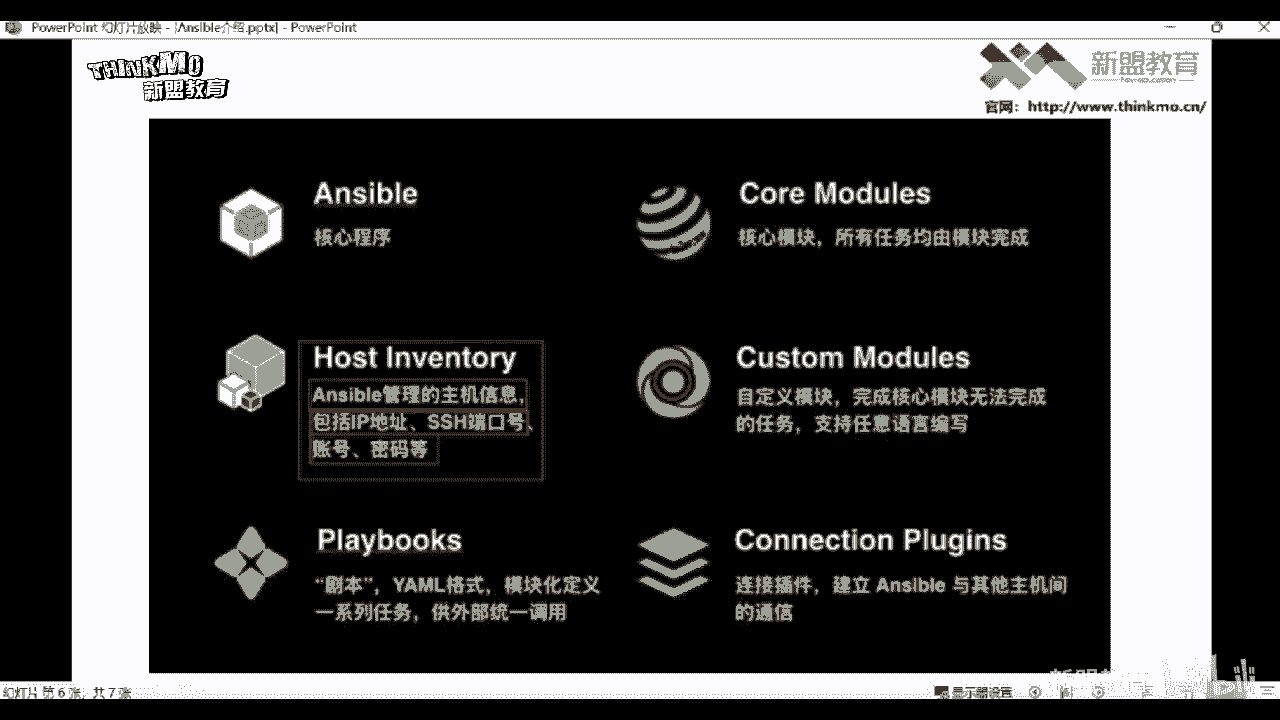 PowerPoint 幻灯片放映 - [Ansible介绍.pptx] - PowerPoint
THINKMO
新盟教育
新盟教育
官网: http://www.thinkmo.cn/
Ansible
核心程序
Core Modules
核心模块，所有任务均由模块完成
Host Inventory
Ansible管理的主机信息，
包括IP地址、SSH端口号、
账号、密码等
Custom Modules
自定义模块，完成核心模块无法完成
的任务，支持任意语言编写
Playbooks
“剧本”，YAML格式，模块化定义
一系列任务，供外部统一调用
Connection Plugins
连接插件，建立 Ansible 与其他主机间
的通信
幻灯片 第 6 张，共 7 张
显示器设置